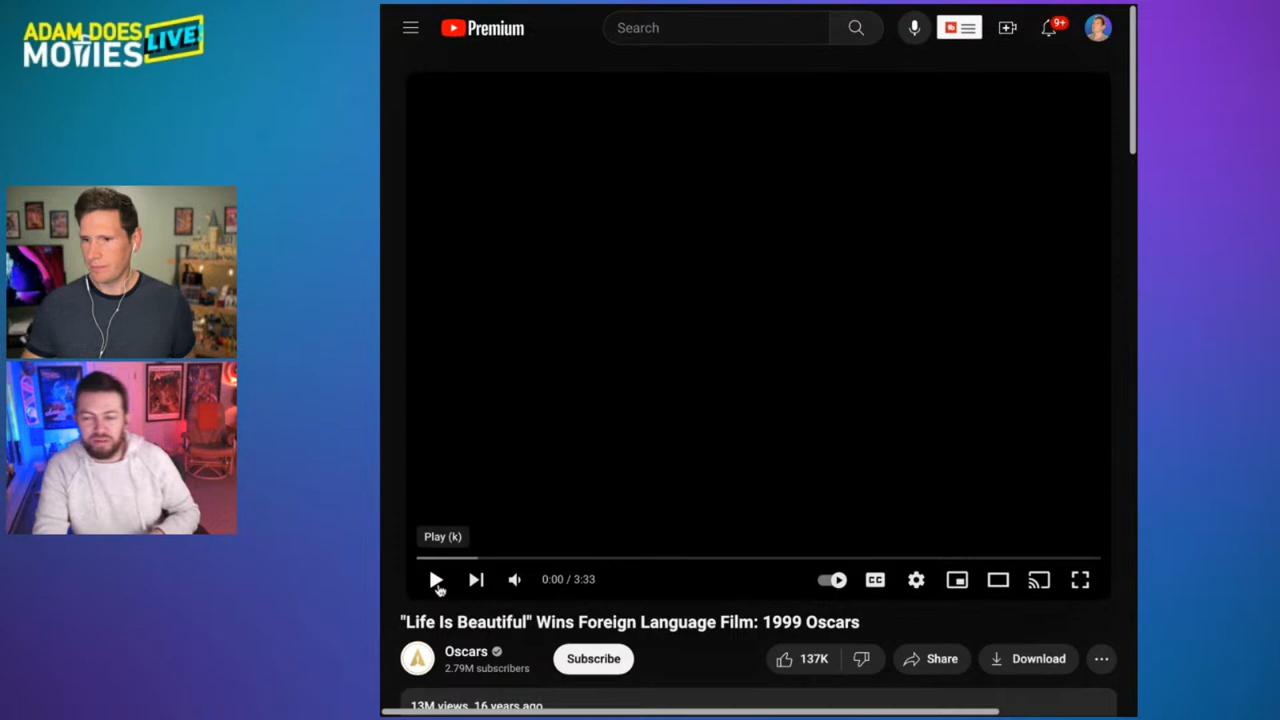 ADAM DOES
MOVIES
LIVE!
Premium
Search
9+
Play (k)
0:00 / 3:33
CC
"Life Is Beautiful" Wins Foreign Language Film: 1999 Oscars
Oscars
2.79M subscribers
Subscribe
137K
Share
Download
13M views, 16 years ago